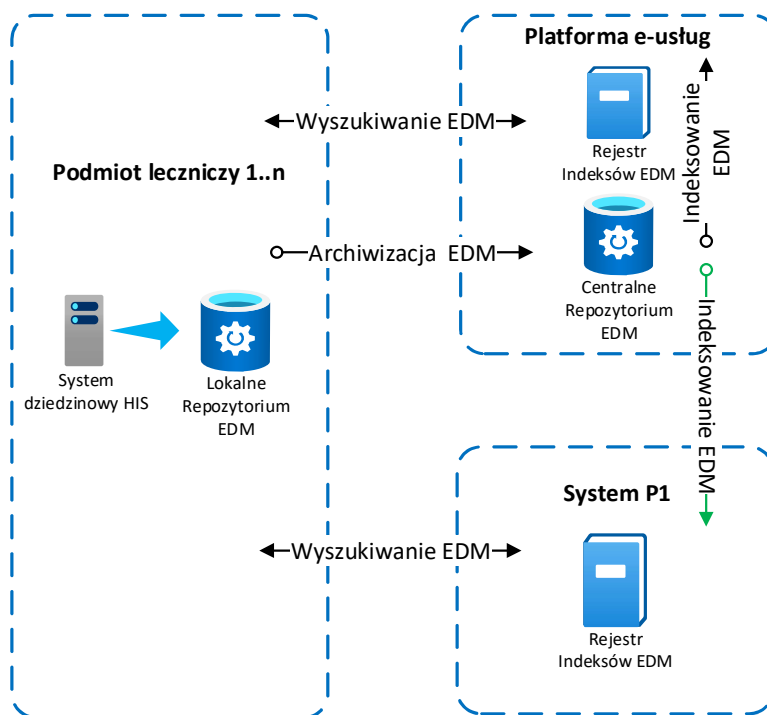 Platforma e-usług
Wyszukiwanie EDM
Rejestr
Indeksów EDM
Indeksowanie
EDM
Podmiot leczniczy 1..n
Archiwizacja EDM
Centralne
Repozytorium
EDM
Indeksowanie EDM
System
dziedzinowy HIS
Lokalne
Repozytorium
EDM
System P1
Wyszukiwanie EDM
Rejestr
Indeksów EDM